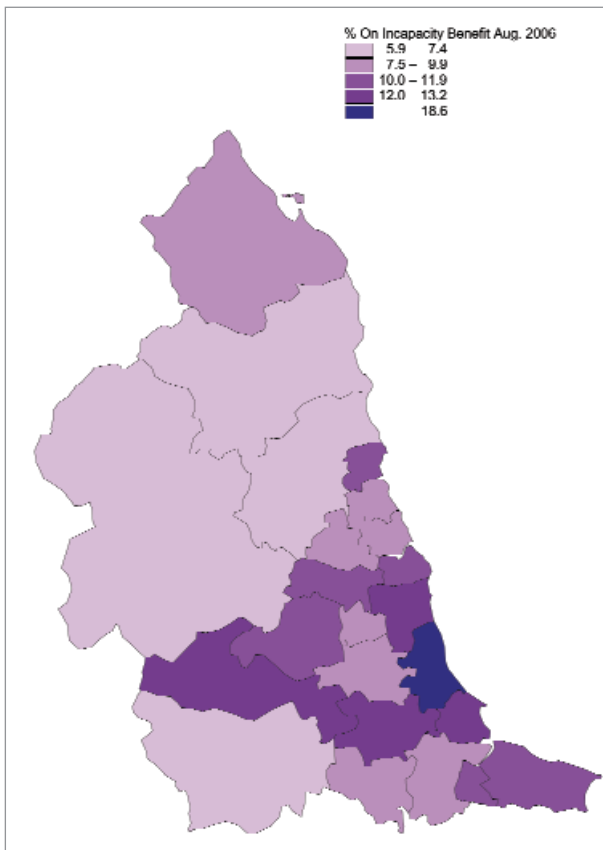 % On Incapacity Benefit Aug. 2006
5.9 7.4
7.5 – 9.9
10.0 – 11.9
12.0 13.2
18.6